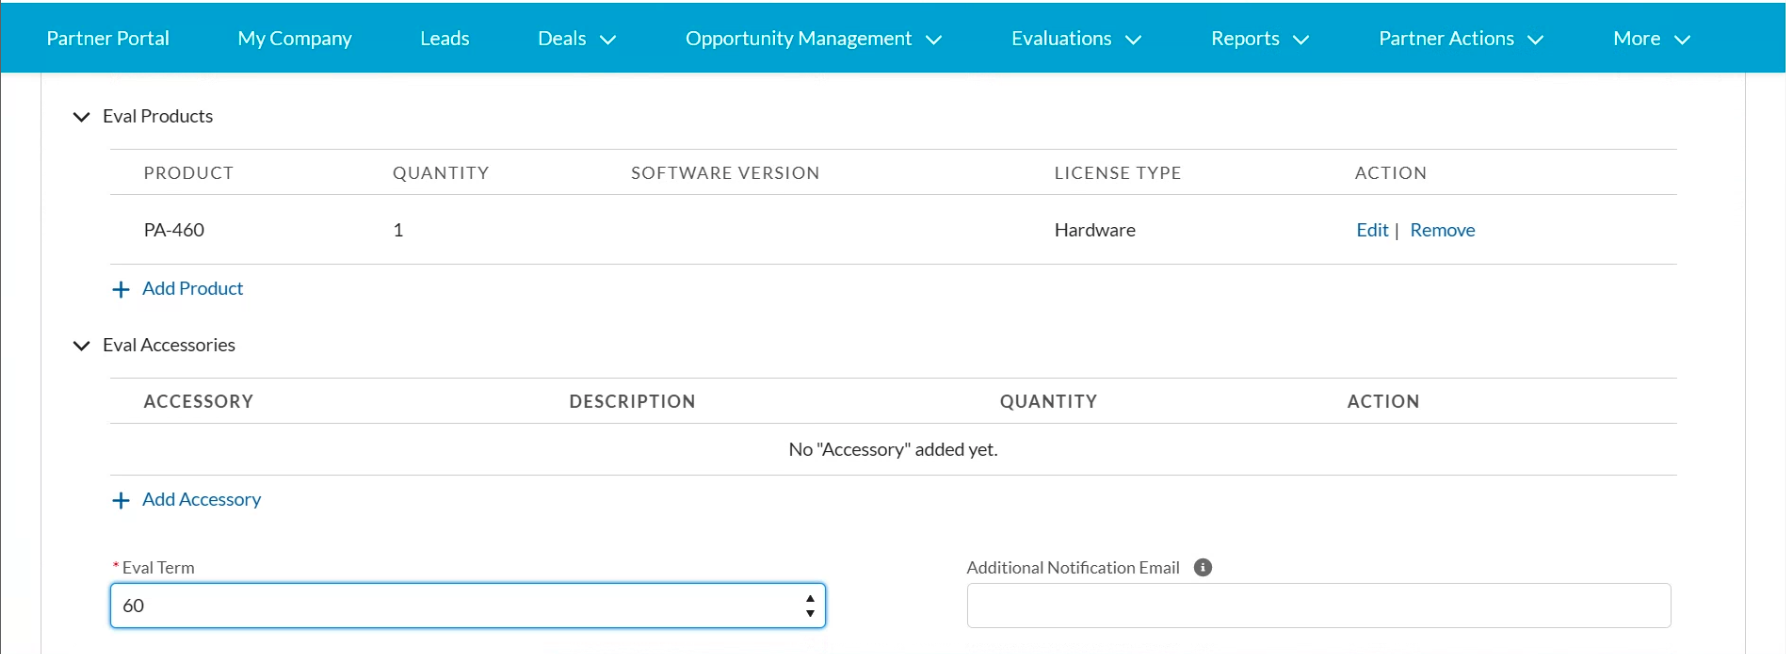 Partner Portal My Company Leads Deals Opportunity Management Evaluations Reports Partner Actions More
Eval Products
PRODUCT QUANTITY SOFTWARE VERSION LICENSE TYPE ACTION
PA-460 1 Hardware Edit | Remove
+ Add Product
Eval Accessories
ACCESSORY DESCRIPTION QUANTITY ACTION
No "Accessory" added yet.
+ Add Accessory
* Eval Term Additional Notification Email
60